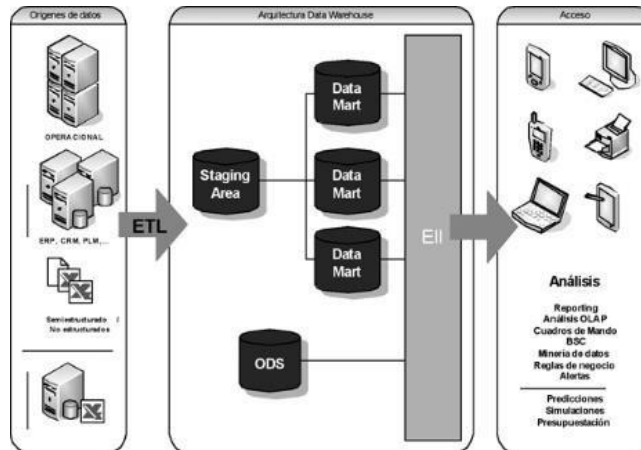 Orígenes de datos
Arquitectura Data Warehouse
Acceso
OPERACIONAL
ERP, CRM, PLM,...
Semiestructurado /
No estructurados
ETL
Staging
Area
Data
Mart
Data
Mart
Data
Mart
ODS
EII
Análisis
Reporting
Análisis OLAP
Cuadros de Mando
BSC
Minería de datos
Reglas de negocio
Alertas
Predicciones
Simulaciones
Presupuestación